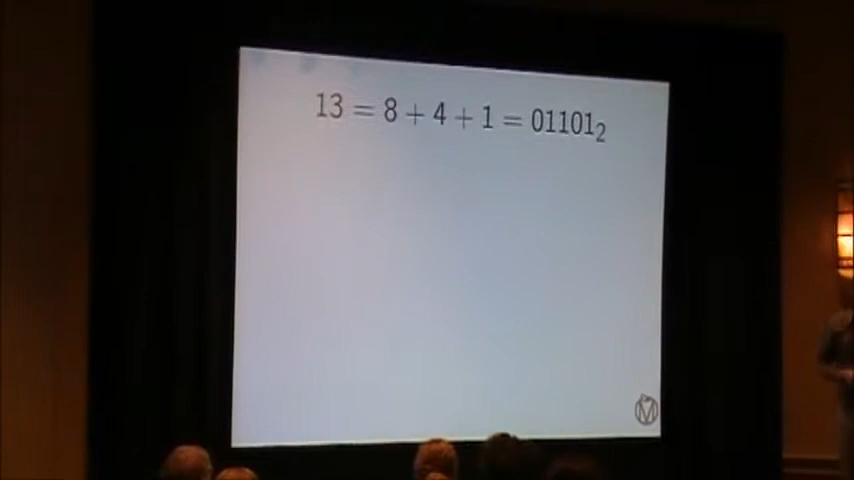 13 = 8 + 4 + 1 = 01101₂